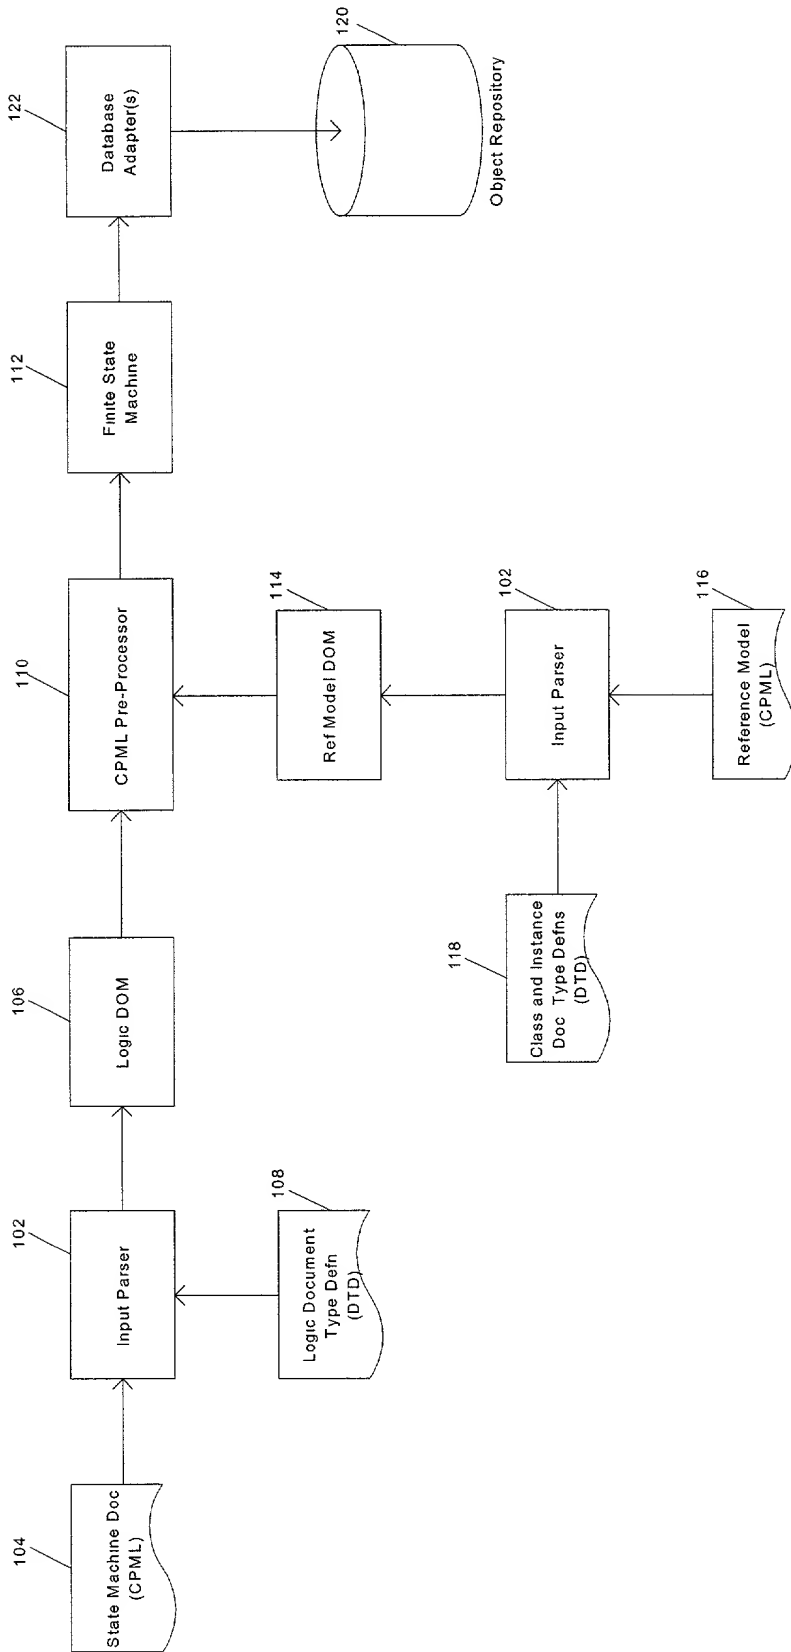 104
State Machine Doc
(CPML)
102
Input Parser
108
Logic Document
Type Defn
(DTD)
106
Logic DOM
110
CPML Pre-Processor
114
Ref Model DOM
102
Input Parser
118
Class and Instance
Doc Type Defns
(DTD)
116
Reference Model
(CPML)
112
Finite State
Machine
122
Database
Adapter(s)
120
Object Repository